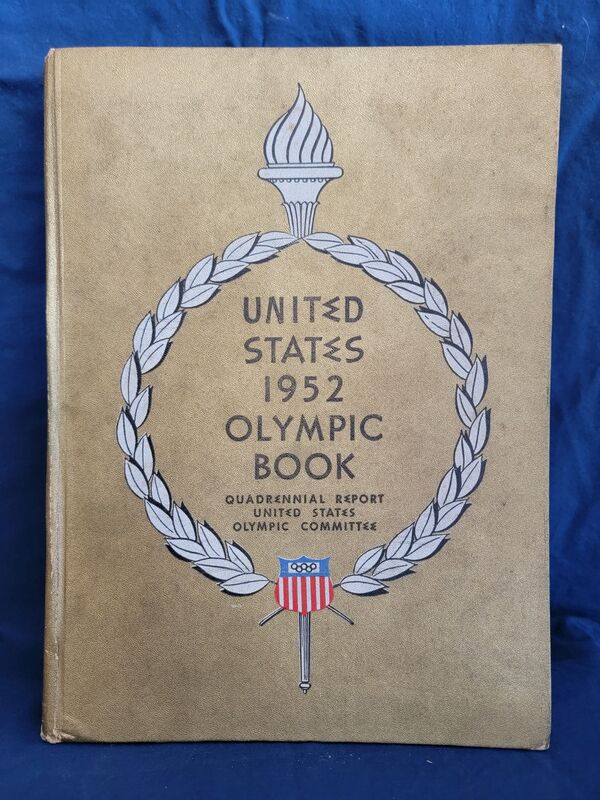 UNITED
STATES
1952
OLYMPIC
BOOK
QUADRENNIAL REPORT
UNITED STATES
OLYMPIC COMMITTEE